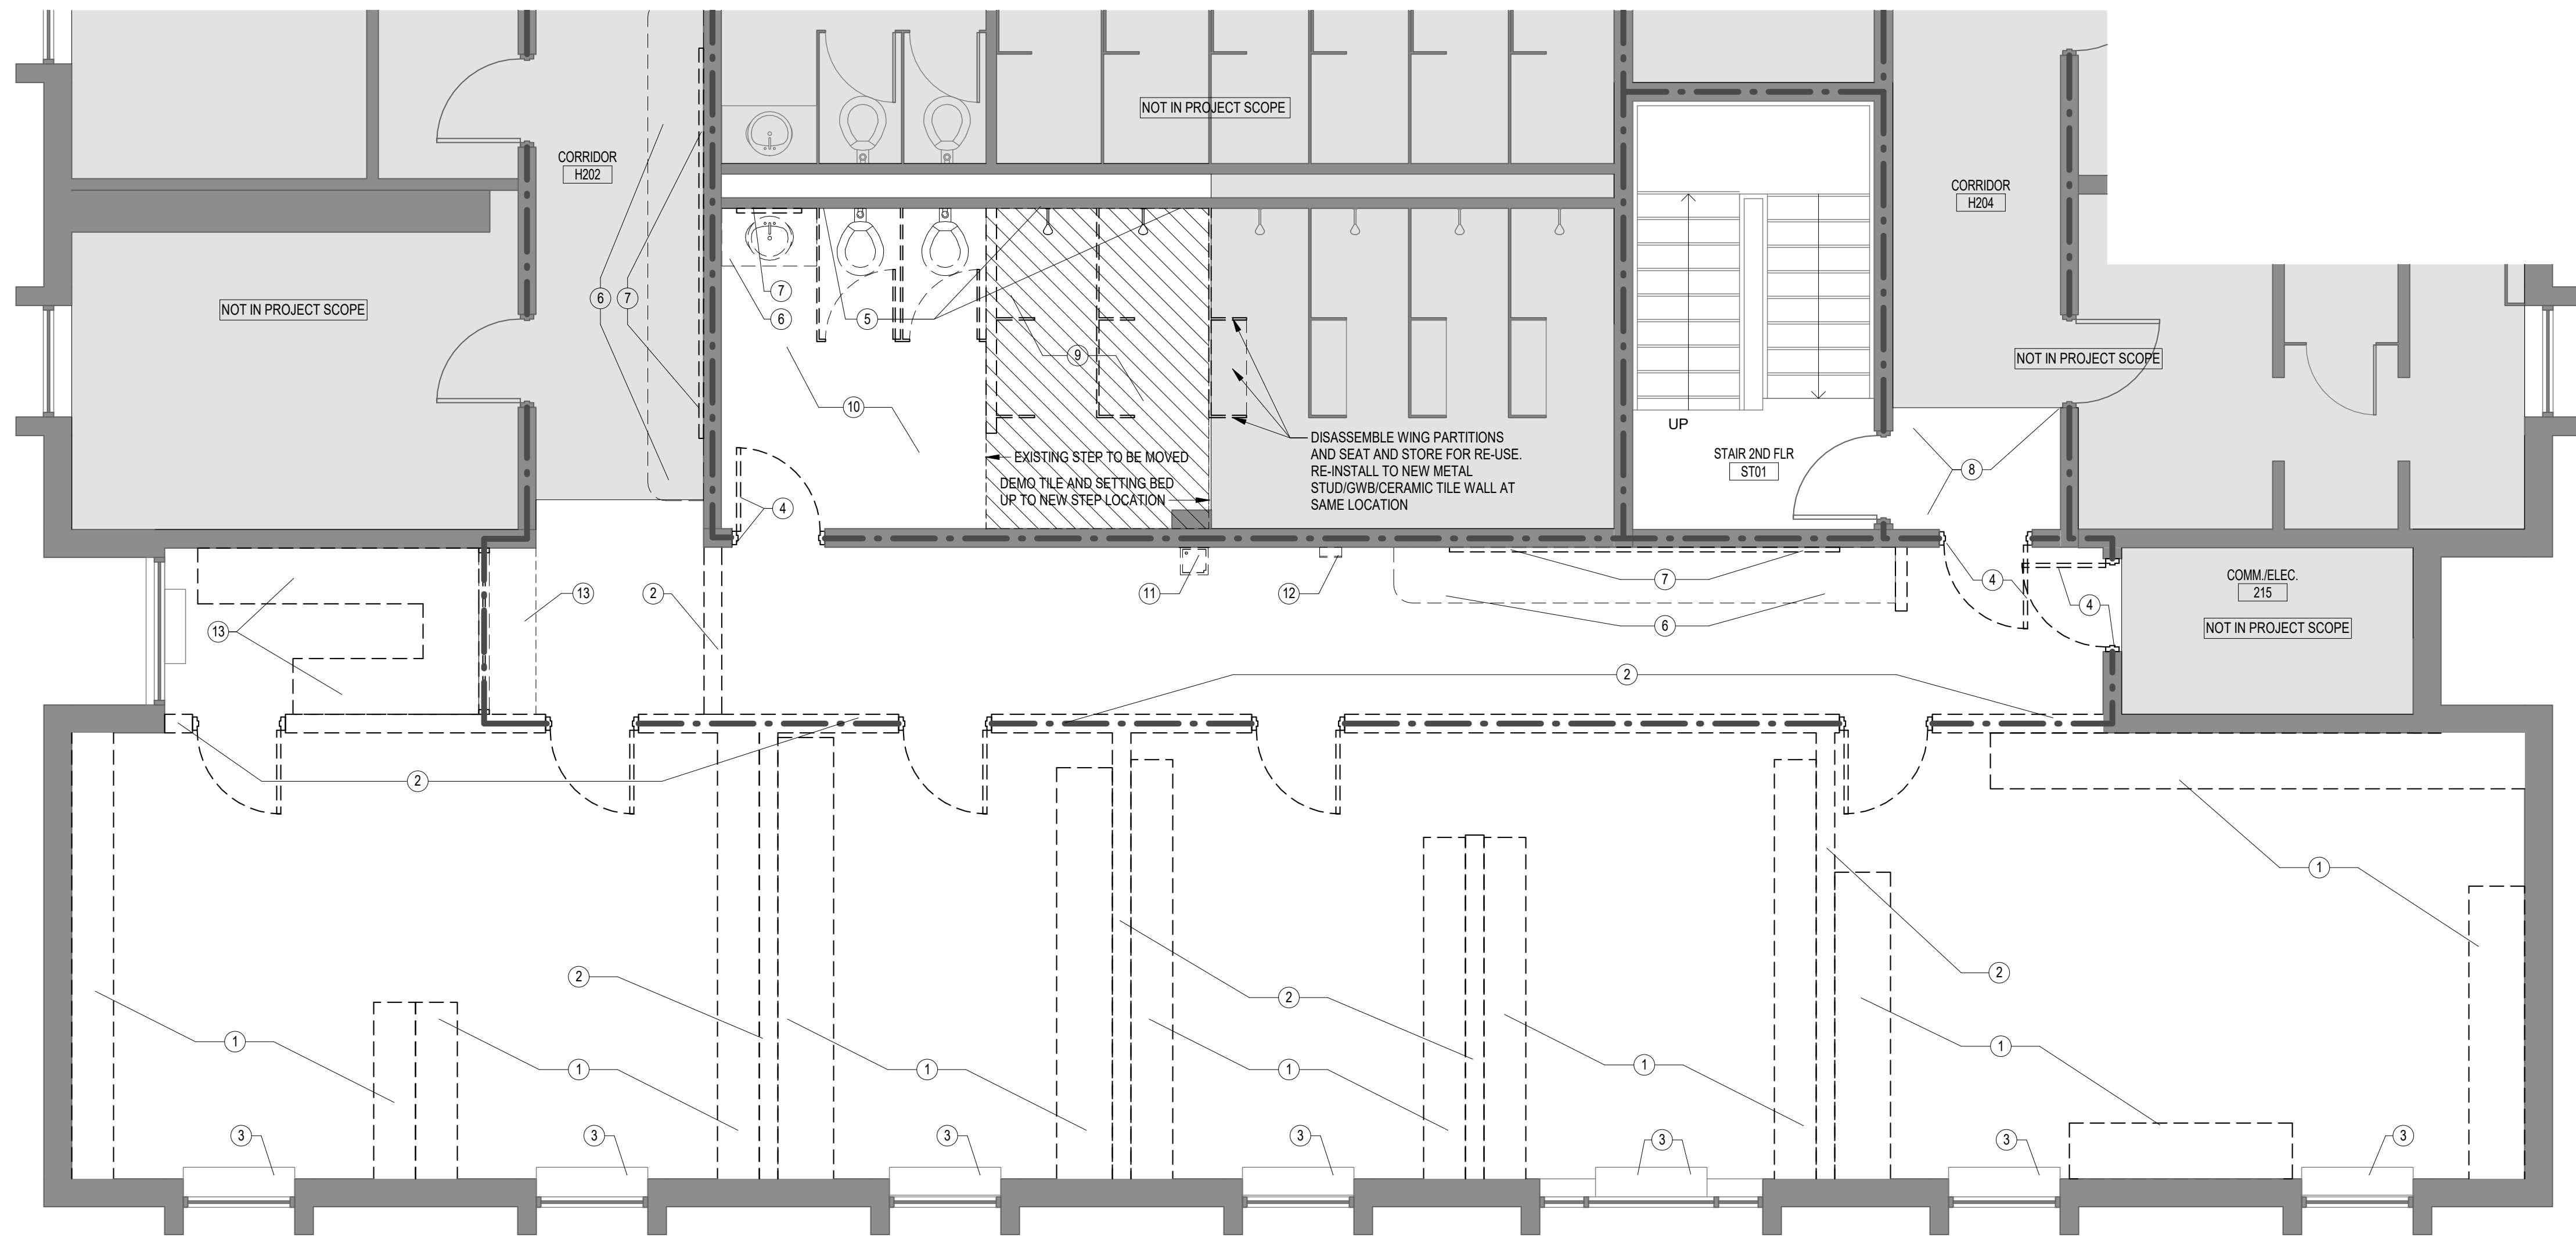 NOT IN PROJECT SCOPE
CORRIDOR
H202
CORRIDOR
H204
NOT IN PROJECT SCOPE
6
7
7
6
5
9
10
NOT IN PROJECT SCOPE
UP
STAIR 2ND FLR
ST01
8
DISASSEMBLE WING PARTITIONS
AND SEAT AND STORE FOR RE-USE.
RE-INSTALL TO NEW METAL
STUD/GWB/CERAMIC TILE WALL AT
SAME LOCATION
EXISTING STEP TO BE MOVED
DEMO TILE AND SETTING BED
UP TO NEW STEP LOCATION
4
13
13
2
11
12
7
6
4
4
COMM./ELEC.
215
NOT IN PROJECT SCOPE
2
2
1
2
2
2
1
1
1
1
1
1
3
3
3
3
3
3
3